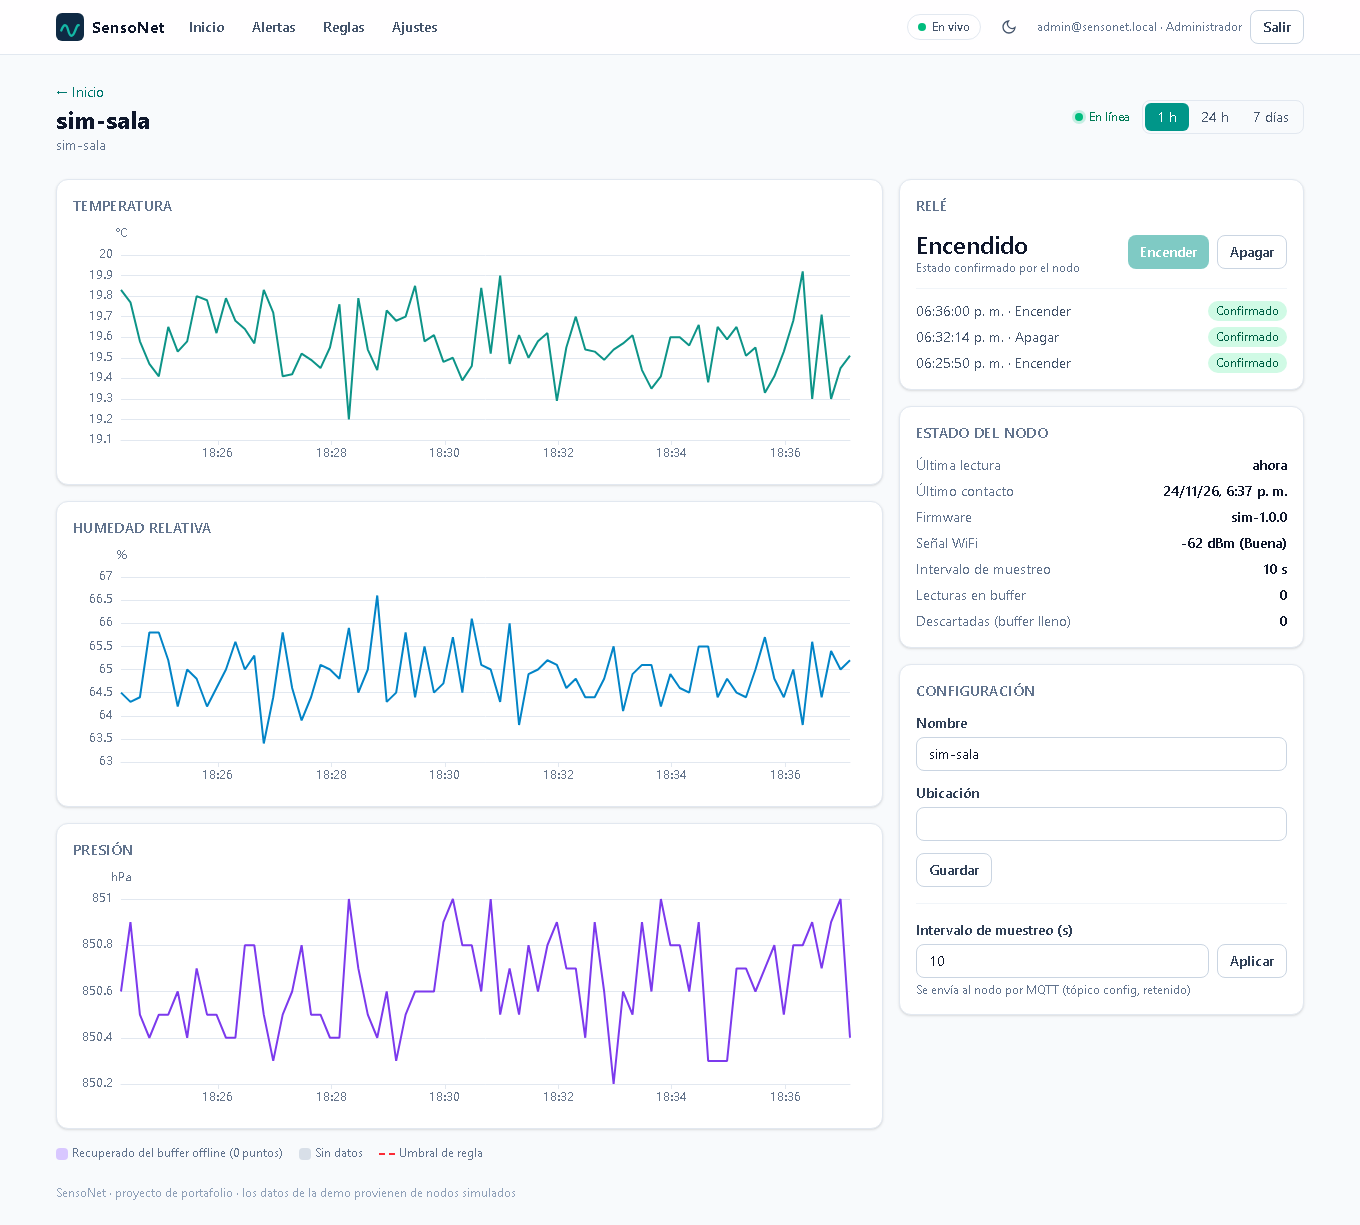 SensoNet Inicio Alertas Reglas Ajustes En vivo admin@sensonet.local · Administrador Salir
← Inicio
sim-sala
sim-sala
En línea 1 h 24 h 7 días
TEMPERATURA
°C
20
19.9
19.8
19.7
19.6
19.5
19.4
19.3
19.2
19.1
18:26 18:28 18:30 18:32 18:34 18:36
HUMEDAD RELATIVA
%
67
66.5
66
65.5
65
64.5
64
63.5
63
18:26 18:28 18:30 18:32 18:34 18:36
PRESIÓN
hPa
851
850.8
850.6
850.4
850.2
18:26 18:28 18:30 18:32 18:34 18:36
Recuperado del buffer offline (0 puntos) Sin datos Umbral de regla
RELÉ
Encendido
Estado confirmado por el nodo
Encender Apagar
06:36:00 p. m. · Encender Confirmado
06:32:14 p. m. · Apagar Confirmado
06:25:50 p. m. · Encender Confirmado
ESTADO DEL NODO
Última lectura ahora
Último contacto 24/11/26, 6:37 p. m.
Firmware sim-1.0.0
Señal WiFi -62 dBm (Buena)
Intervalo de muestreo 10 s
Lecturas en buffer 0
Descartadas (buffer lleno) 0
CONFIGURACIÓN
Nombre
sim-sala
Ubicación
Guardar
Intervalo de muestreo (s)
10 Aplicar
Se envía al nodo por MQTT (tópico config, retenido)
SensoNet · proyecto de portafolio · los datos de la demo provienen de nodos simulados